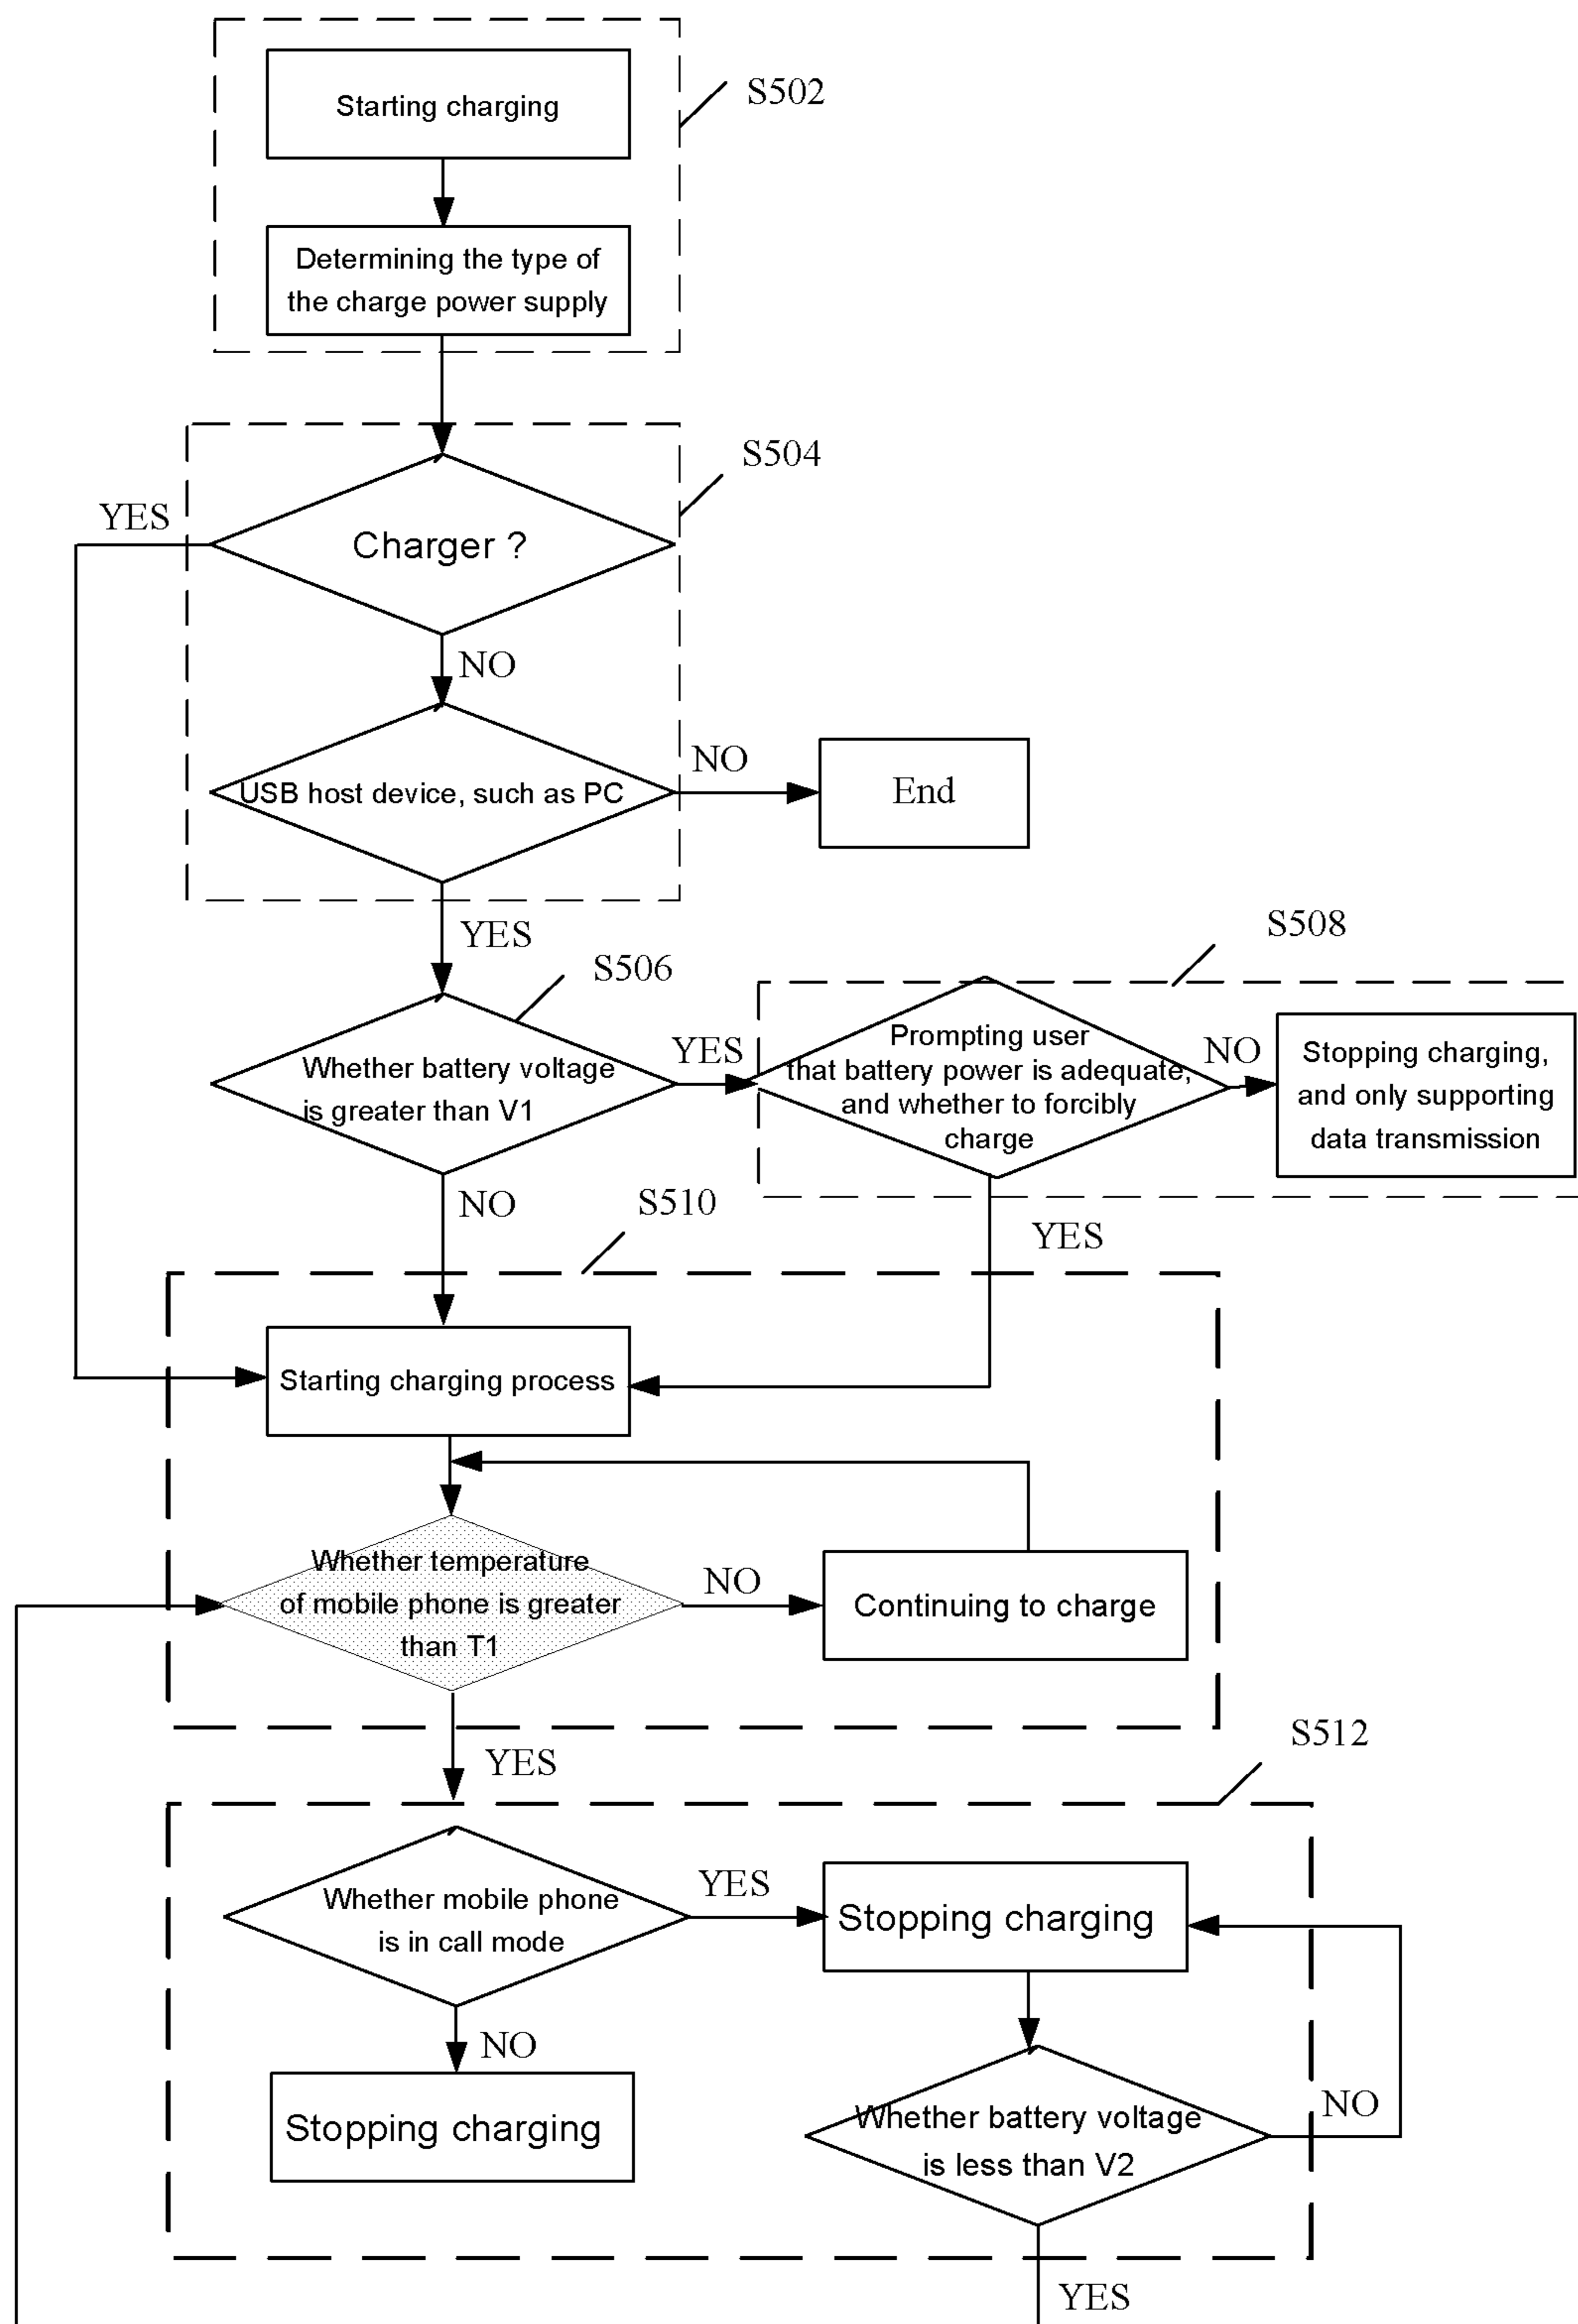 Starting charging
S502
Determining the type of
the charge power supply
S504
YES
Charger ?
NO
USB host device, such as PC
NO
End
YES
S506
S508
Whether battery voltage
is greater than V1
YES
Prompting user
that battery power is adequate,
and whether to forcibly
charge
NO
Stopping charging,
and only supporting
data transmission
NO
S510
YES
Starting charging process
Whether temperature
of mobile phone is greater
than T1
NO
Continuing to charge
YES
S512
Whether mobile phone
is in call mode
YES
Stopping charging
NO
Stopping charging
Whether battery voltage
is less than V2
NO
YES